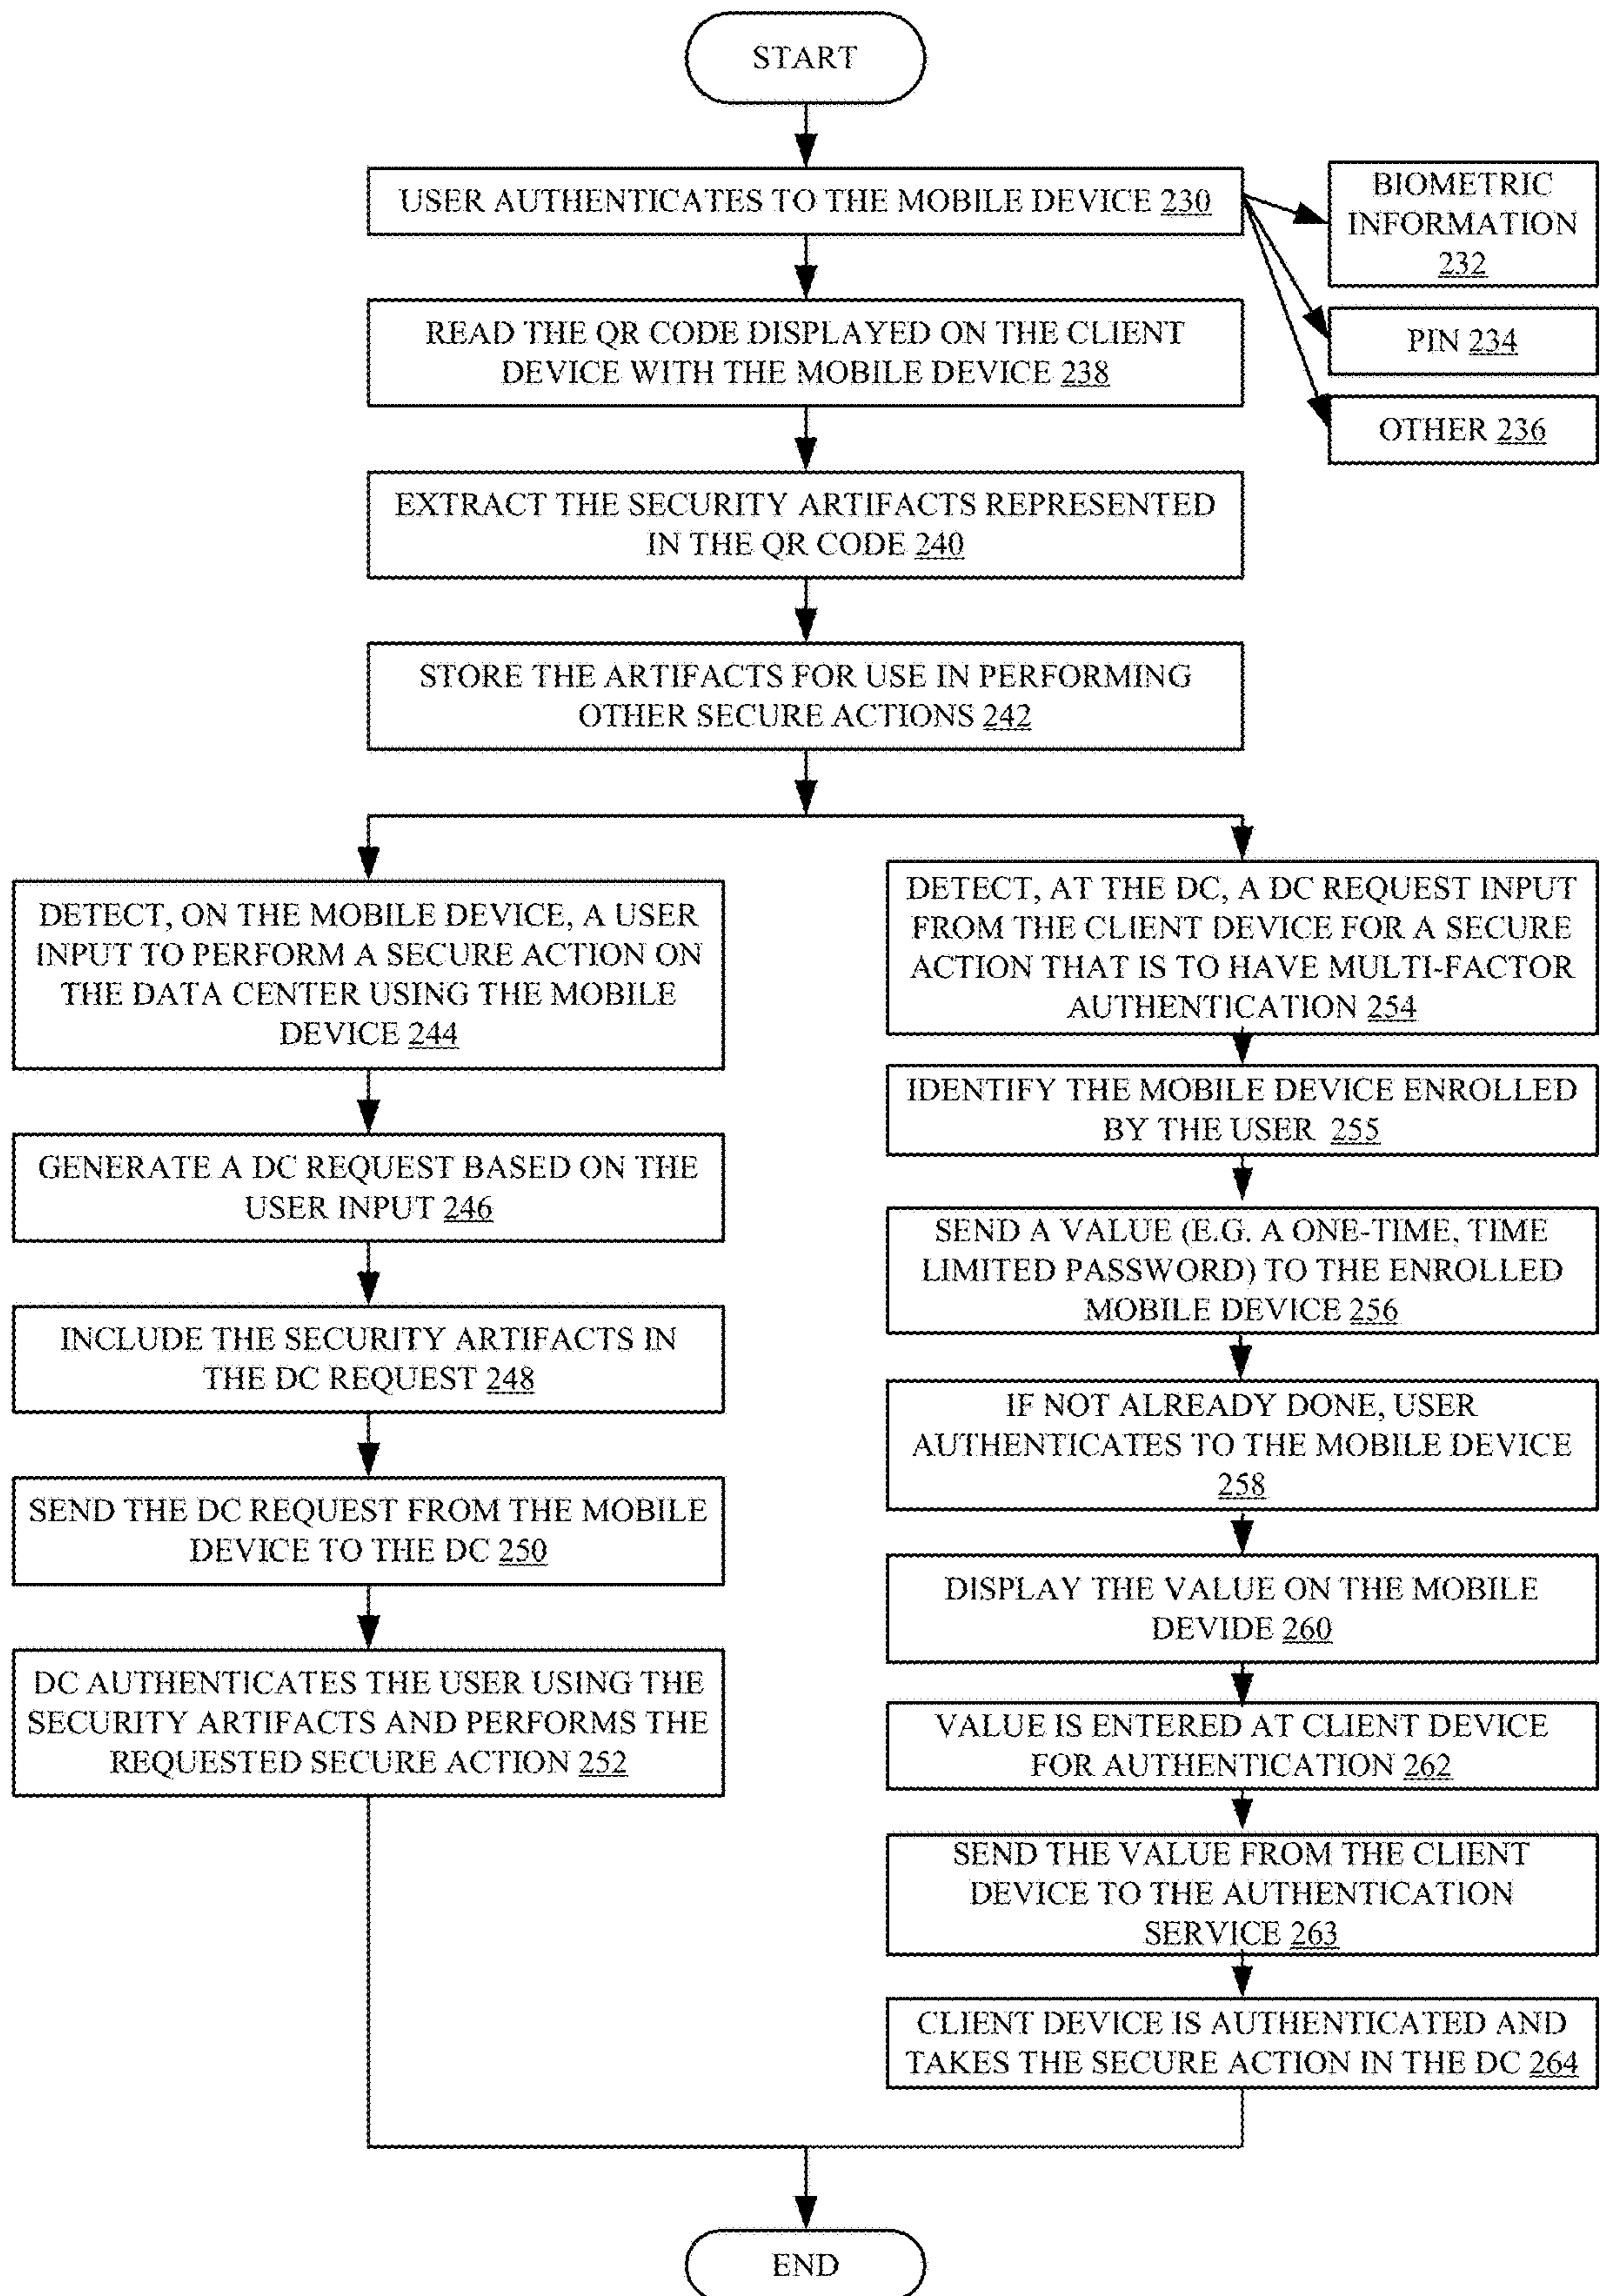 START
USER AUTHENTICATES TO THE MOBILE DEVICE 230
BIOMETRIC
INFORMATION
232
PIN 234
OTHER 236
READ THE QR CODE DISPLAYED ON THE CLIENT
DEVICE WITH THE MOBILE DEVICE 238
EXTRACT THE SECURITY ARTIFACTS REPRESENTED
IN THE QR CODE 240
STORE THE ARTIFACTS FOR USE IN PERFORMING
OTHER SECURE ACTIONS 242
DETECT, ON THE MOBILE DEVICE, A USER
INPUT TO PERFORM A SECURE ACTION ON
THE DATA CENTER USING THE MOBILE
DEVICE 244
GENERATE A DC REQUEST BASED ON THE
USER INPUT 246
INCLUDE THE SECURITY ARTIFACTS IN
THE DC REQUEST 248
SEND THE DC REQUEST FROM THE MOBILE
DEVICE TO THE DC 250
DC AUTHENTICATES THE USER USING THE
SECURITY ARTIFACTS AND PERFORMS THE
REQUESTED SECURE ACTION 252
DETECT, AT THE DC, A DC REQUEST INPUT
FROM THE CLIENT DEVICE FOR A SECURE
ACTION THAT IS TO HAVE MULTI-FACTOR
AUTHENTICATION 254
IDENTIFY THE MOBILE DEVICE ENROLLED
BY THE USER 255
SEND A VALUE (E.G. A ONE-TIME, TIME
LIMITED PASSWORD) TO THE ENROLLED
MOBILE DEVICE 256
IF NOT ALREADY DONE, USER
AUTHENTICATES TO THE MOBILE DEVICE
258
DISPLAY THE VALUE ON THE MOBILE
DEVIDE 260
VALUE IS ENTERED AT CLIENT DEVICE
FOR AUTHENTICATION 262
SEND THE VALUE FROM THE CLIENT
DEVICE TO THE AUTHENTICATION
SERVICE 263
CLIENT DEVICE IS AUTHENTICATED AND
TAKES THE SECURE ACTION IN THE DC 264
END